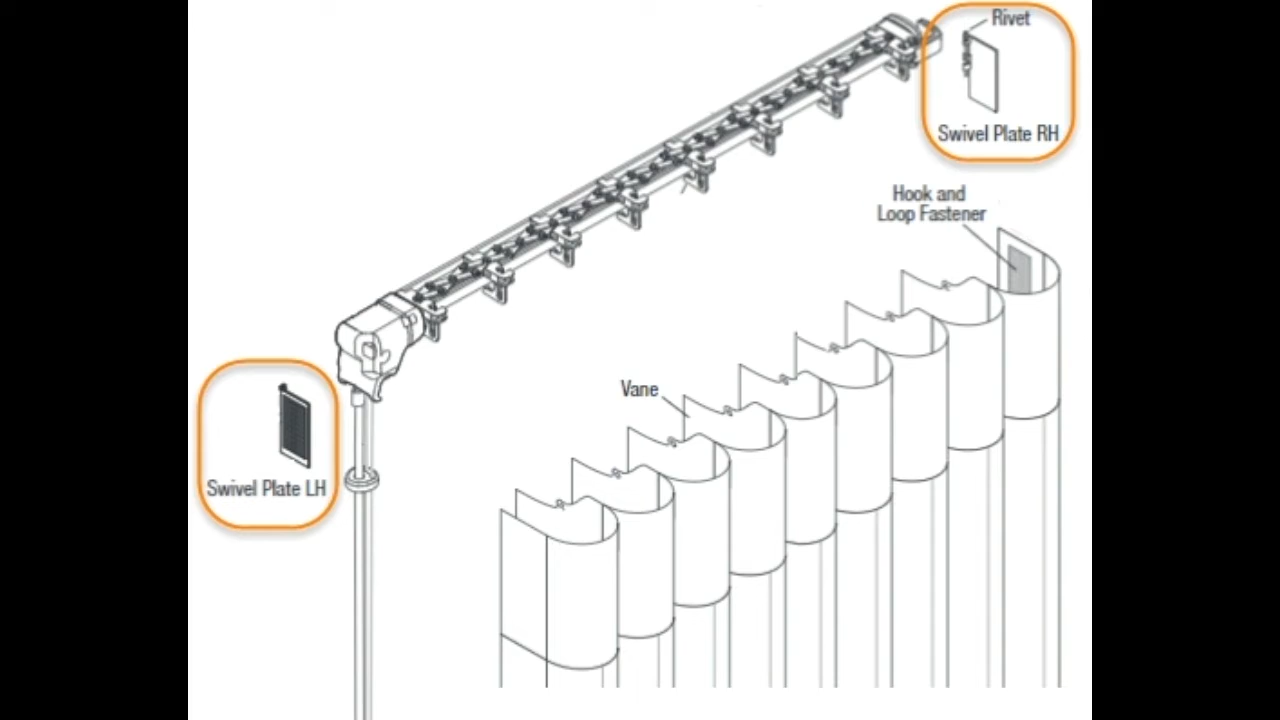 Rivet
Swivel Plate RH
Hook and
Loop Fastener
Vane
Swivel Plate LH